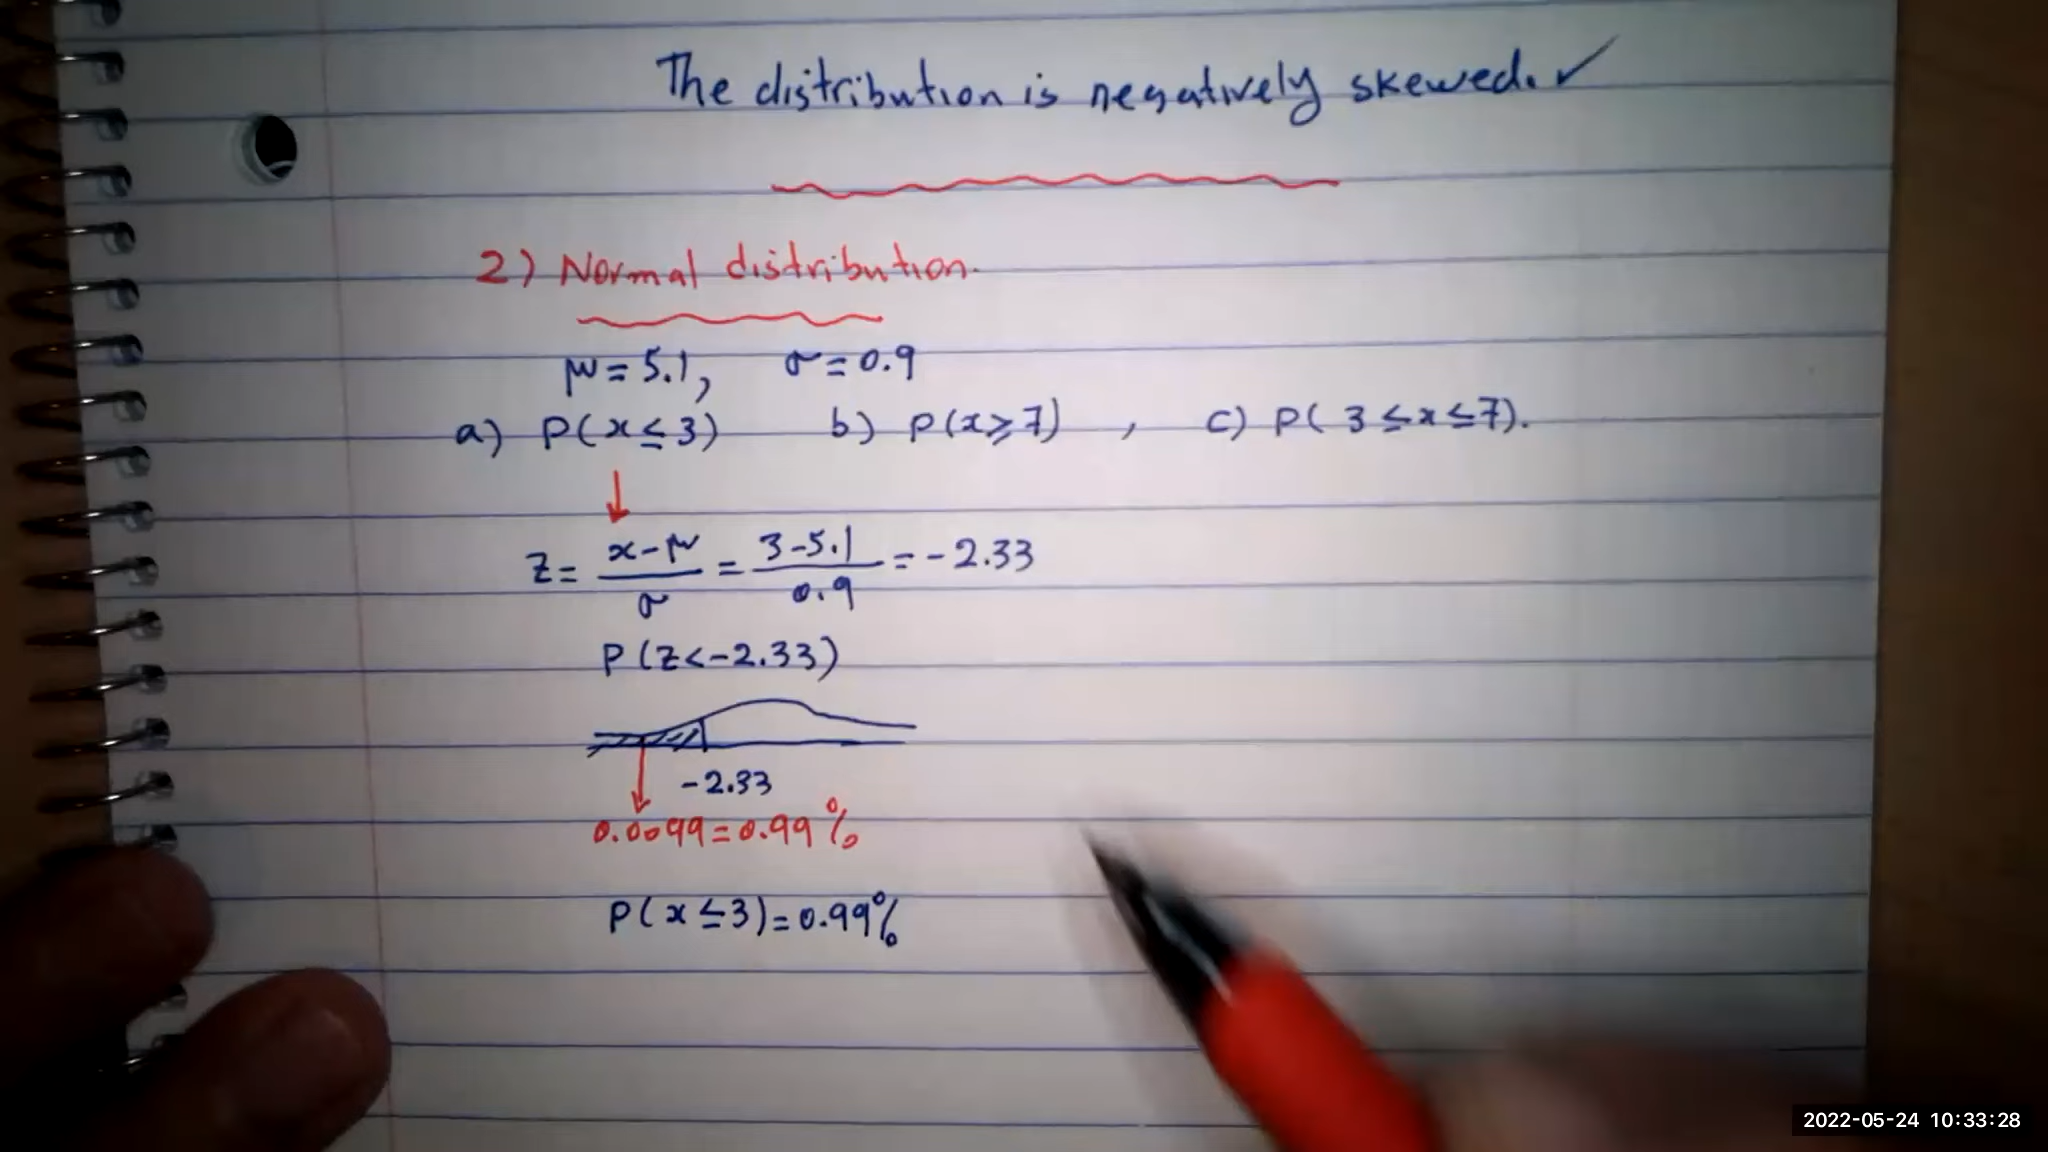 The distribution is negatively skewed. ✓
2) Normal distribution.
μ = 5.1, σ = 0.9
a) P(x ≤ 3) b) P(x ≥ 7) , c) P( 3 ≤ x ≤ 7).
z = (x - μ)/σ = (3 - 5.1)/0.9 = - 2.33
P (z < - 2.33)
- 2.33
0.0099 = 0.99 %
P( x ≤ 3) = 0.99%
2022-05-24 10:33:28